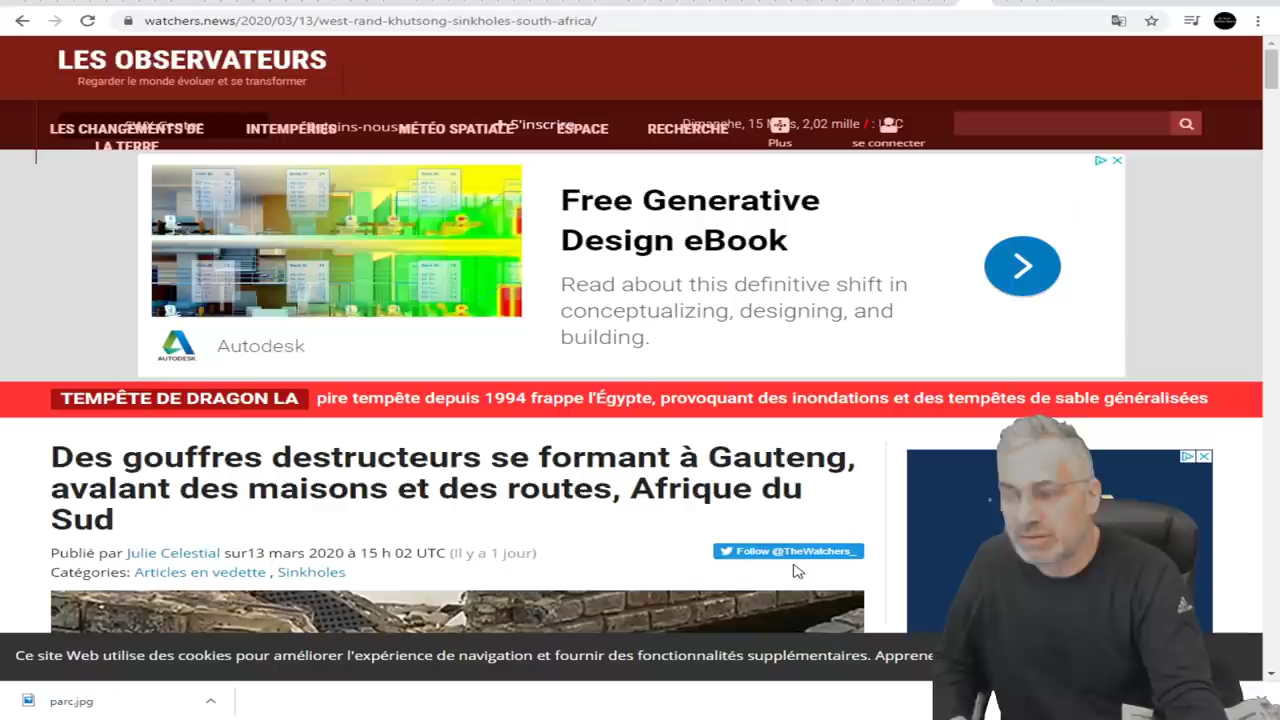 watchers.news/2020/03/13/west-rand-khutsong-sinkholes-south-africa/
LES OBSERVATEURS
Regarder le monde évoluer et se transformer
LES CHANGEMENTS DE LA TERRE
INTEMPÉRIES
MÉTÉO SPATIALE
S'inscrire
ESPACE
RECHERCHE
Plus
se connecter
Free Generative
Design eBook
Read about this definitive shift in
conceptualizing, designing, and
building.
AUTODESK
Autodesk
TEMPÊTE DE DRAGON LA pire tempête depuis 1994 frappe l'Égypte, provoquant des inondations et des tempêtes de sable généralisées
Des gouffres destructeurs se formant à Gauteng,
avalant des maisons et des routes, Afrique du
Sud
Publié par Julie Celestial sur13 mars 2020 à 15 h 02 UTC (Il y a 1 jour)
Follow @TheWatchers_
Catégories: Articles en vedette , Sinkholes
Ce site Web utilise des cookies pour améliorer l'expérience de navigation et fournir des fonctionnalités supplémentaires.
parc.jpg